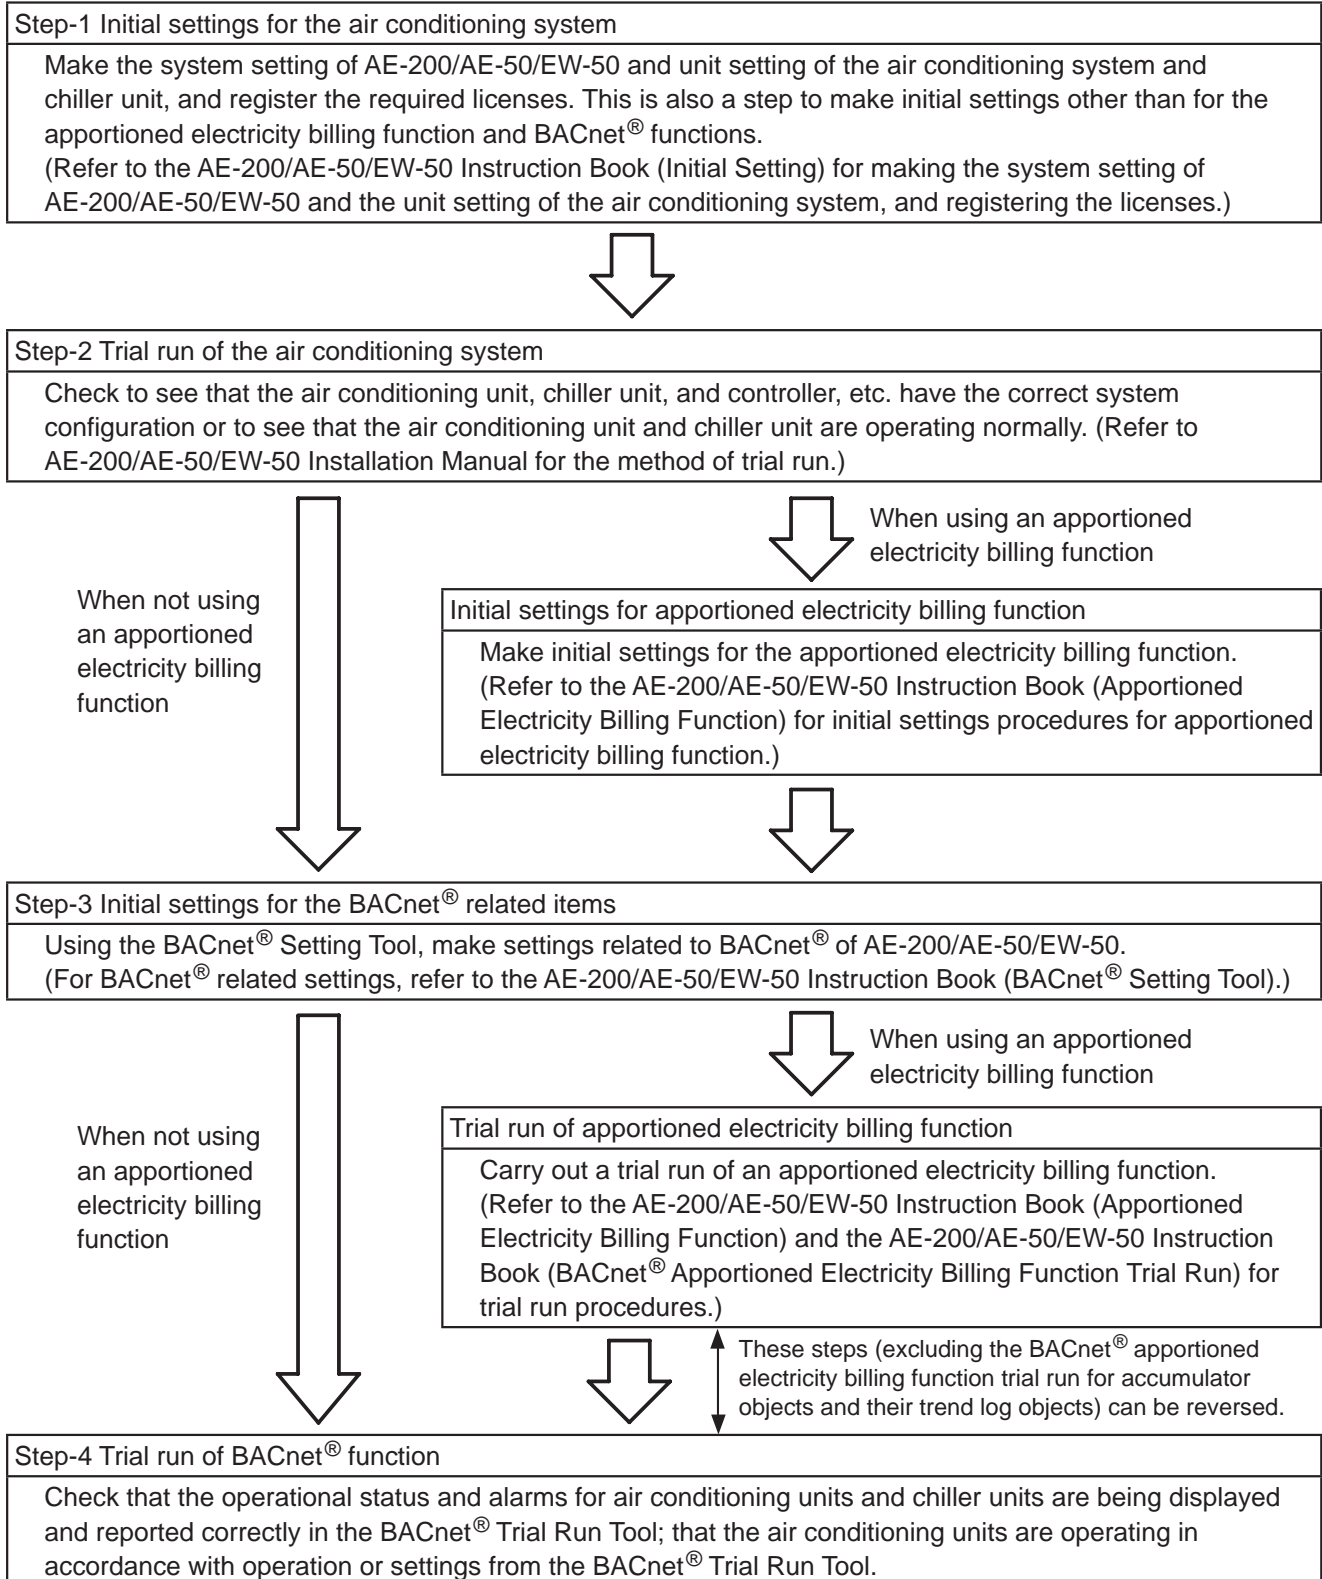 Step-1 Initial settings for the air conditioning system
Make the system setting of AE-200/AE-50/EW-50 and unit setting of the air conditioning system and
chiller unit, and register the required licenses. This is also a step to make initial settings other than for the
apportioned electricity billing function and BACnet® functions.
(Refer to the AE-200/AE-50/EW-50 Instruction Book (Initial Setting) for making the system setting of
AE-200/AE-50/EW-50 and the unit setting of the air conditioning system, and registering the licenses.)
Step-2 Trial run of the air conditioning system
Check to see that the air conditioning unit, chiller unit, and controller, etc. have the correct system
configuration or to see that the air conditioning unit and chiller unit are operating normally. (Refer to
AE-200/AE-50/EW-50 Installation Manual for the method of trial run.)
When using an apportioned
electricity billing function
When not using
an apportioned
electricity billing
function
Initial settings for apportioned electricity billing function
Make initial settings for the apportioned electricity billing function.
(Refer to the AE-200/AE-50/EW-50 Instruction Book (Apportioned
Electricity Billing Function) for initial settings procedures for apportioned
electricity billing function.)
Step-3 Initial settings for the BACnet® related items
Using the BACnet® Setting Tool, make settings related to BACnet® of AE-200/AE-50/EW-50.
(For BACnet® related settings, refer to the AE-200/AE-50/EW-50 Instruction Book (BACnet® Setting Tool).)
When using an apportioned
electricity billing function
When not using
an apportioned
electricity billing
function
Trial run of apportioned electricity billing function
Carry out a trial run of an apportioned electricity billing function.
(Refer to the AE-200/AE-50/EW-50 Instruction Book (Apportioned
Electricity Billing Function) and the AE-200/AE-50/EW-50 Instruction
Book (BACnet® Apportioned Electricity Billing Function Trial Run) for
trial run procedures.)
These steps (excluding the BACnet® apportioned
electricity billing function trial run for accumulator
objects and their trend log objects) can be reversed.
Step-4 Trial run of BACnet® function
Check that the operational status and alarms for air conditioning units and chiller units are being displayed
and reported correctly in the BACnet® Trial Run Tool; that the air conditioning units are operating in
accordance with operation or settings from the BACnet® Trial Run Tool.